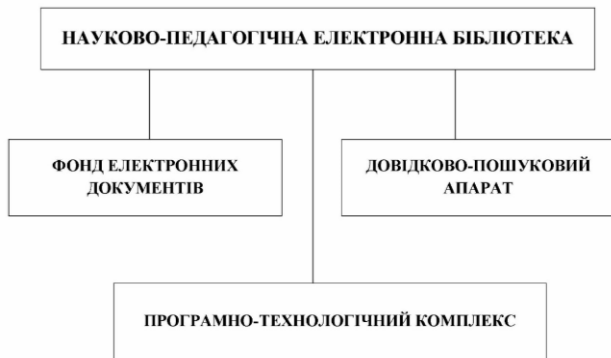 НАУКОВО-ПЕДАГОГІЧНА ЕЛЕКТРОННА БІБЛІОТЕКА
ФОНД ЕЛЕКТРОННИХ
ДОКУМЕНТІВ
ДОВІДКОВО-ПОШУКОВИЙ
АПАРАТ
ПРОГРАМНО-ТЕХНОЛОГІЧНИЙ КОМПЛЕКС